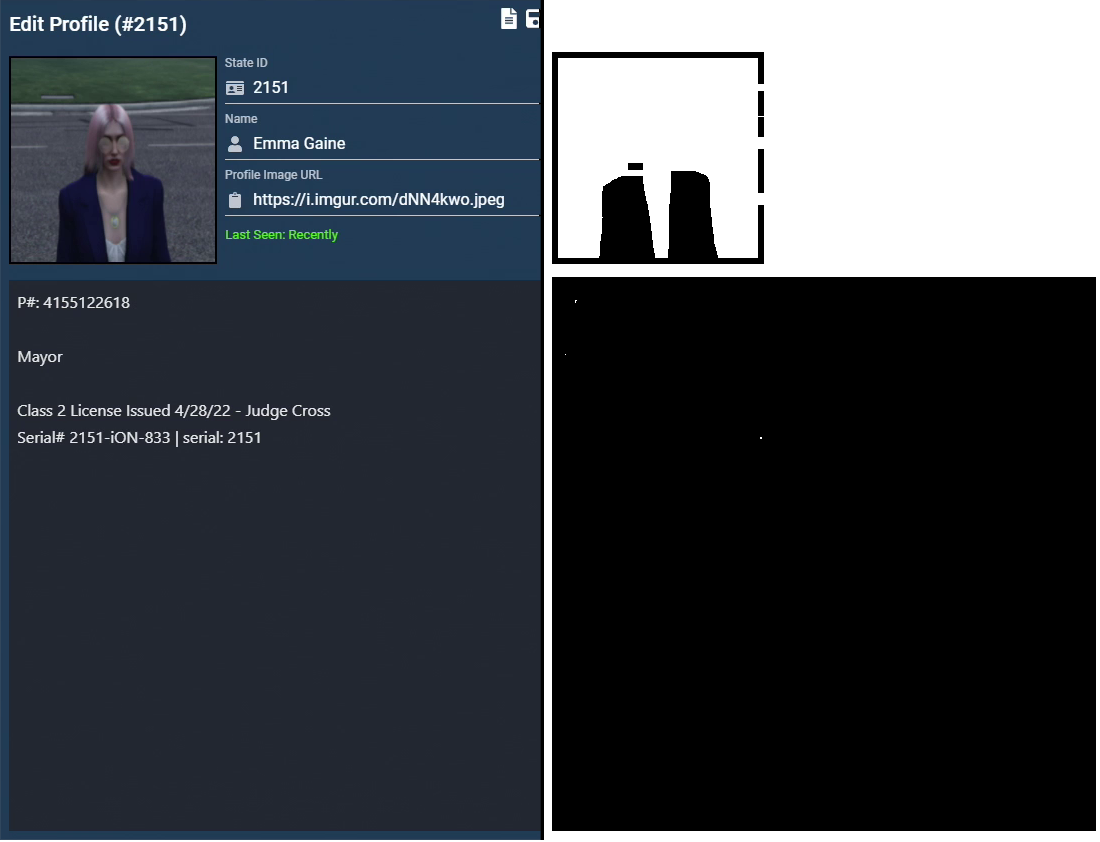 Edit Profile (#2151)
State ID
2151
Name
Emma Gaine
Profile Image URL
https://i.imgur.com/dNN4kwo.jpeg
Last Seen: Recently
P#: 4155122618
Mayor
Class 2 License Issued 4/28/22 - Judge Cross
Serial# 2151-iON-833 | serial: 2151